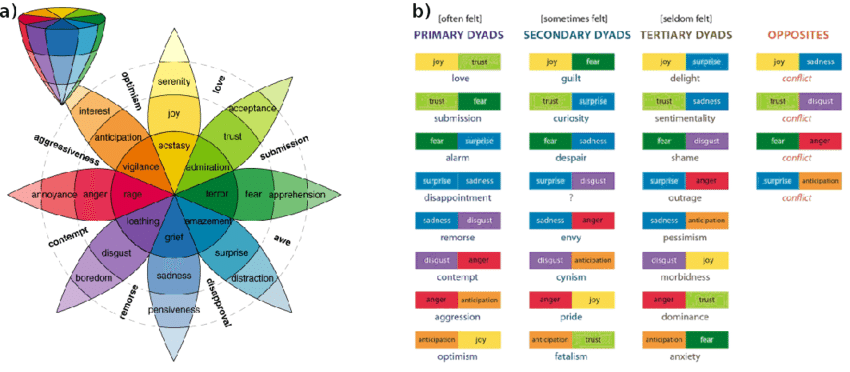 a)
serenity
joy
ecstasy
optimism
love
interest
anticipation
vigilance
acceptance
trust
admiration
aggressiveness
submission
annoyance
anger
rage
terror
fear
apprehension
contempt
loathing
disgust
boredom
amazement
surprise
distraction
awe
grief
sadness
pensiveness
remorse
disapproval
b)
[often felt] [sometimes felt] [seldom felt]
PRIMARY DYADS SECONDARY DYADS TERTIARY DYADS OPPOSITES
joy trust joy fear joy surprise joy sadness
love guilt delight conflict
trust fear trust surprise trust sadness trust disgust
submission curiosity sentimentality conflict
fear surprise fear sadness fear disgust fear anger
alarm despair shame conflict
surprise sadness surprise disgust surprise anger surprise anticipation
disappointment ? outrage conflict
sadness disgust sadness anger sadness anticipation
remorse envy pessimism
disgust anger disgust anticipation disgust joy
contempt cynism morbidness
anger anticipation anger joy anger trust
aggression pride dominance
anticipation joy anticipation trust anticipation fear
optimism fatalism anxiety